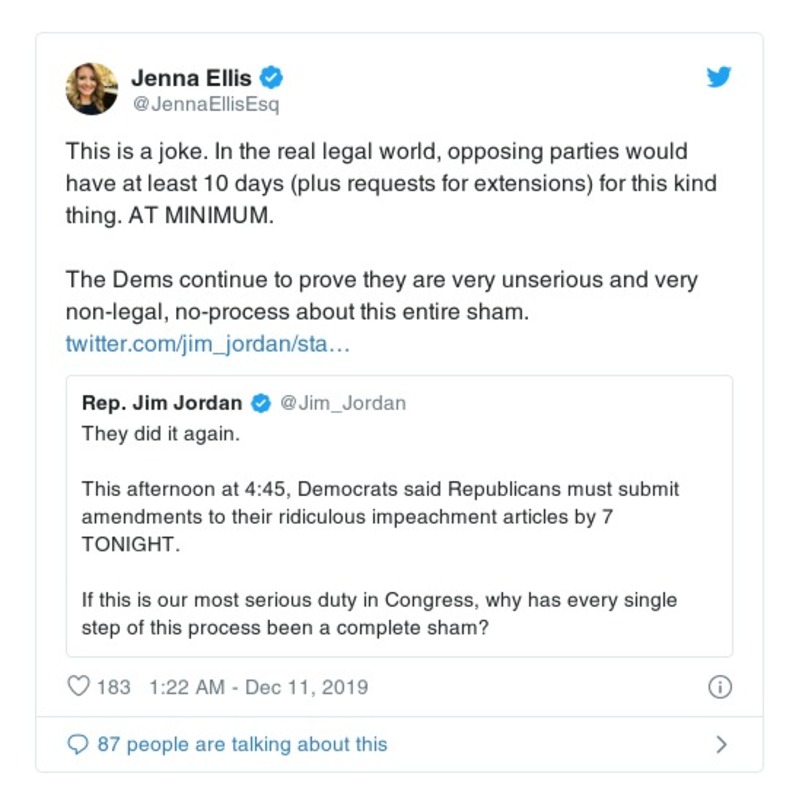 Jenna Ellis
@JennaEllisEsq
This is a joke. In the real legal world, opposing parties would
have at least 10 days (plus requests for extensions) for this kind
thing. AT MINIMUM.
The Dems continue to prove they are very unserious and very
non-legal, no-process about this entire sham.
twitter.com/jim_jordan/sta…
Rep. Jim Jordan @Jim_Jordan
They did it again.
This afternoon at 4:45, Democrats said Republicans must submit
amendments to their ridiculous impeachment articles by 7
TONIGHT.
If this is our most serious duty in Congress, why has every single
step of this process been a complete sham?
183 1:22 AM - Dec 11, 2019
87 people are talking about this